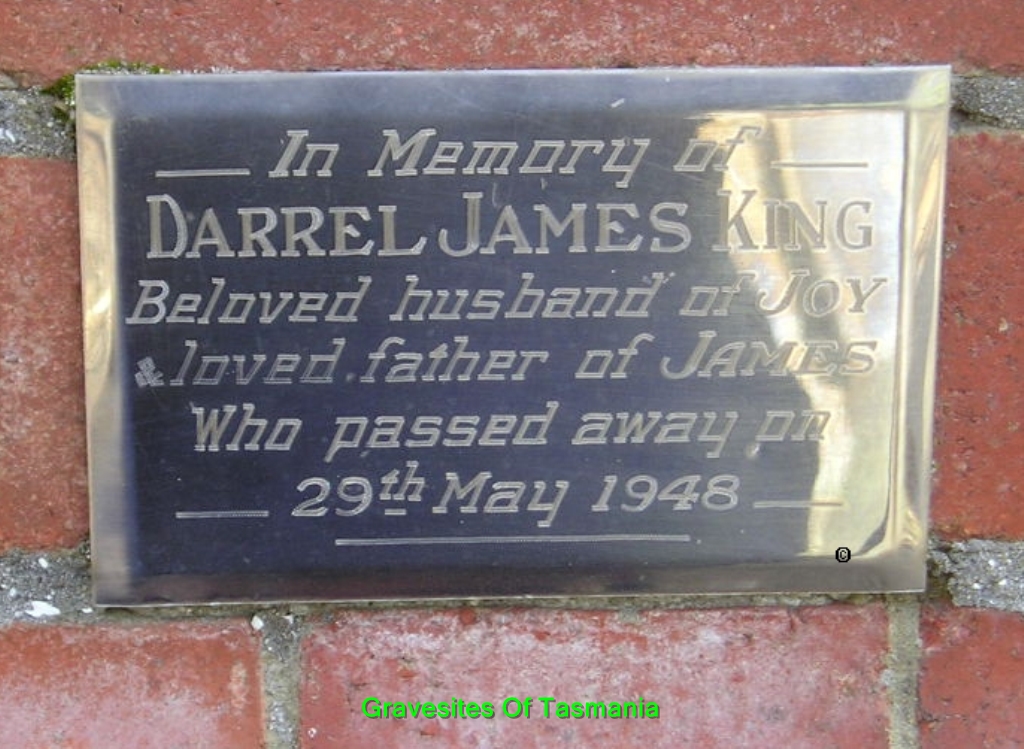 In Memory of
DARREL JAMES KING
Beloved husband of JOY
& loved father of JAMES
Who passed away on
29th May 1948
©
Gravesites Of Tasmania